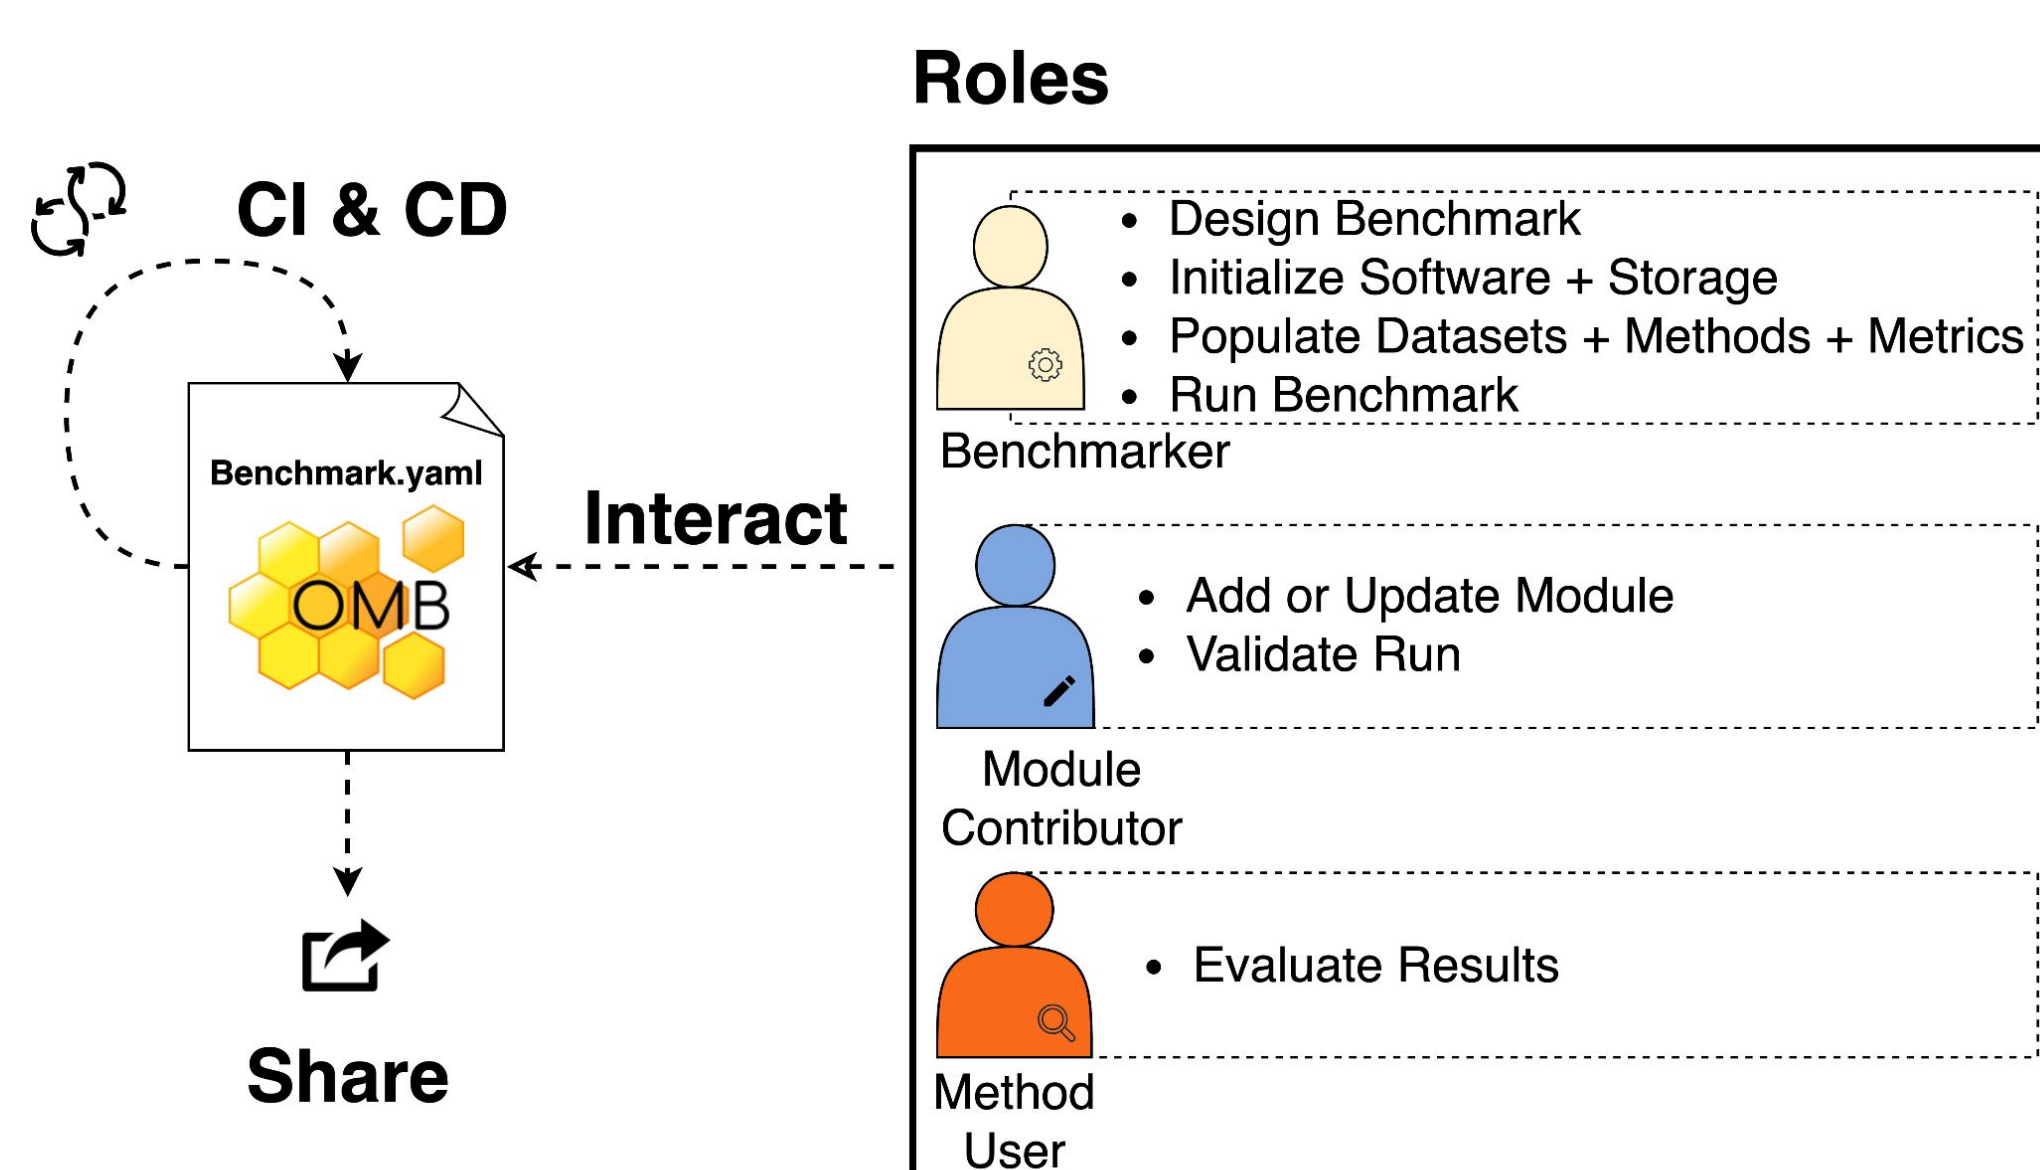 Roles
CI & CD
Benchmark.yaml
OMB
Interact
Share
• Design Benchmark
• Initialize Software + Storage
• Populate Datasets + Methods + Metrics
• Run Benchmark
Benchmarker
• Add or Update Module
• Validate Run
Module
Contributor
• Evaluate Results
Method
User